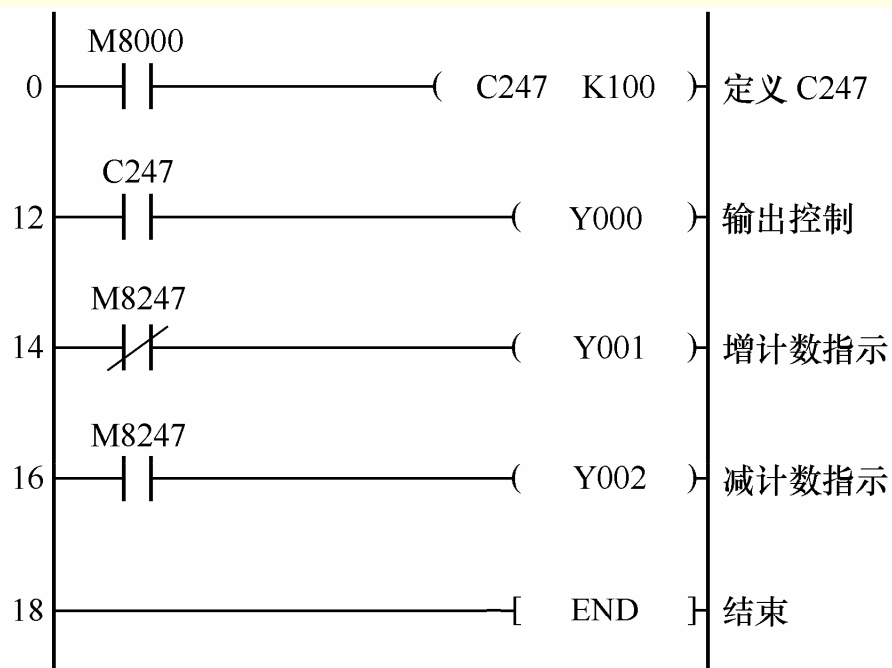 M8000
0 ( C247 K100 ) 定义 C247
C247
12 ( Y000 ) 输出控制
M8247
14 ( Y001 ) 增计数指示
M8247
16 ( Y002 ) 减计数指示
18 [ END ] 结束